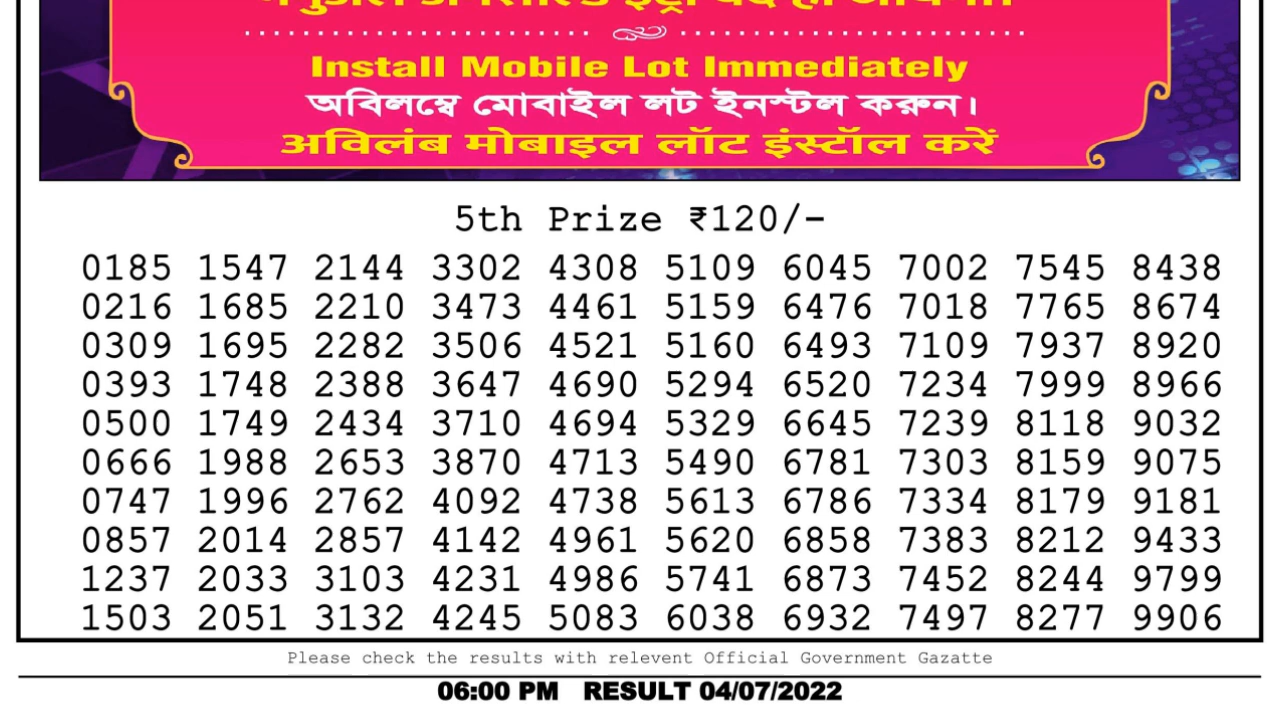 Install Mobile Lot Immediately
অবিলম্বে মোবাইল লট ইনস্টল করুন।
अविलंब मोबाइल लॉट इंस्टॉल करें
5th Prize ₹120/-
0185 1547 2144 3302 4308 5109 6045 7002 7545 8438
0216 1685 2210 3473 4461 5159 6476 7018 7765 8674
0309 1695 2282 3506 4521 5160 6493 7109 7937 8920
0393 1748 2388 3647 4690 5294 6520 7234 7999 8966
0500 1749 2434 3710 4694 5329 6645 7239 8118 9032
0666 1988 2653 3870 4713 5490 6781 7303 8159 9075
0747 1996 2762 4092 4738 5613 6786 7334 8179 9181
0857 2014 2857 4142 4961 5620 6858 7383 8212 9433
1237 2033 3103 4231 4986 5741 6873 7452 8244 9799
1503 2051 3132 4245 5083 6038 6932 7497 8277 9906
Please check the results with relevent Official Government Gazatte
06:00 PM RESULT 04/07/2022